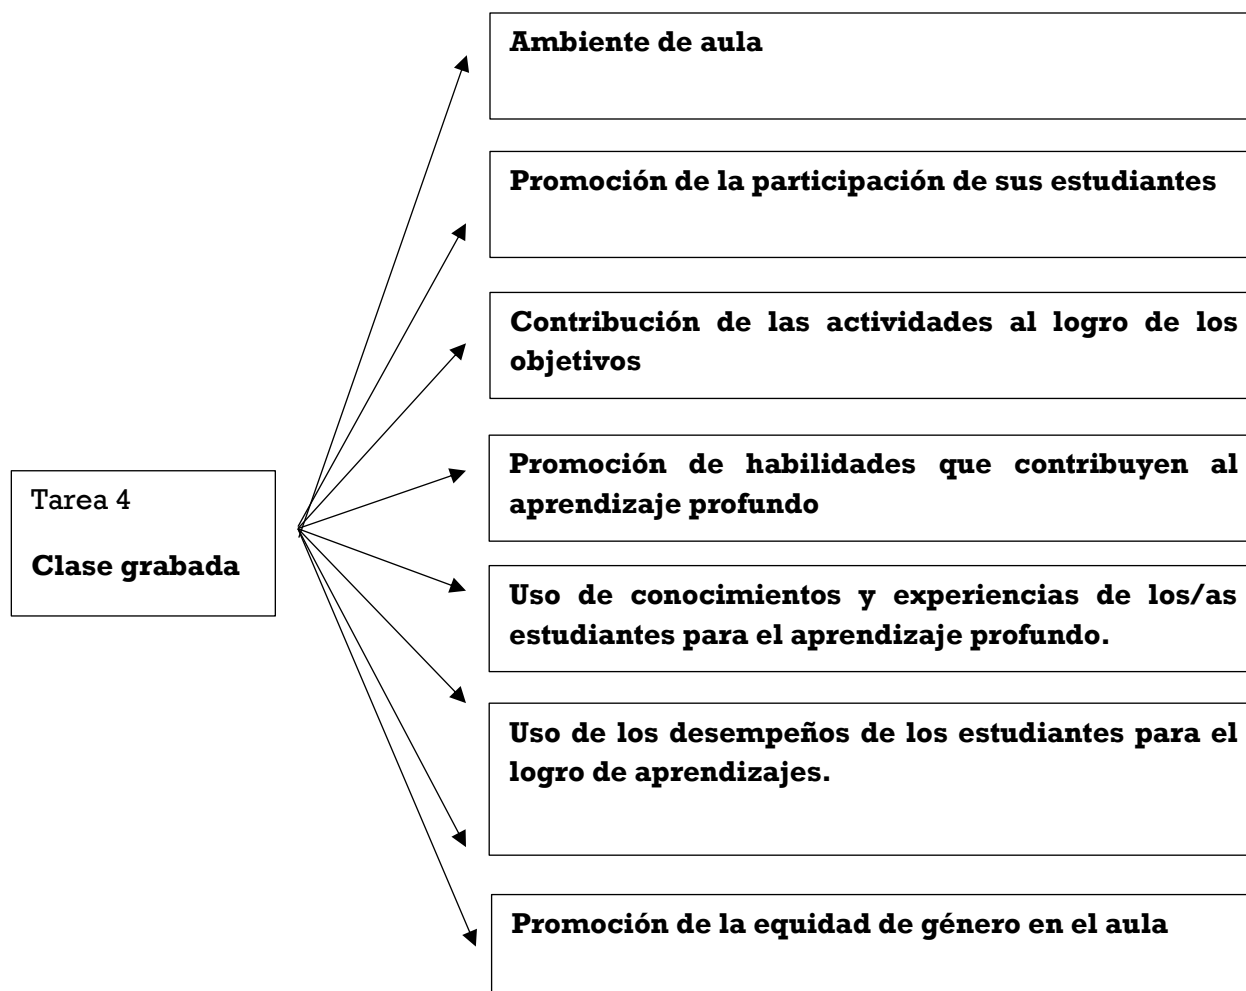 Ambiente de aula
Promoción de la participación de sus estudiantes
Contribución de las actividades al logro de los
objetivos
Promoción de habilidades que contribuyen al
aprendizaje profundo
Tarea 4
Clase grabada
Uso de conocimientos y experiencias de los/as
estudiantes para el aprendizaje profundo.
Uso de los desempeños de los estudiantes para el
logro de aprendizajes.
Promoción de la equidad de género en el aula